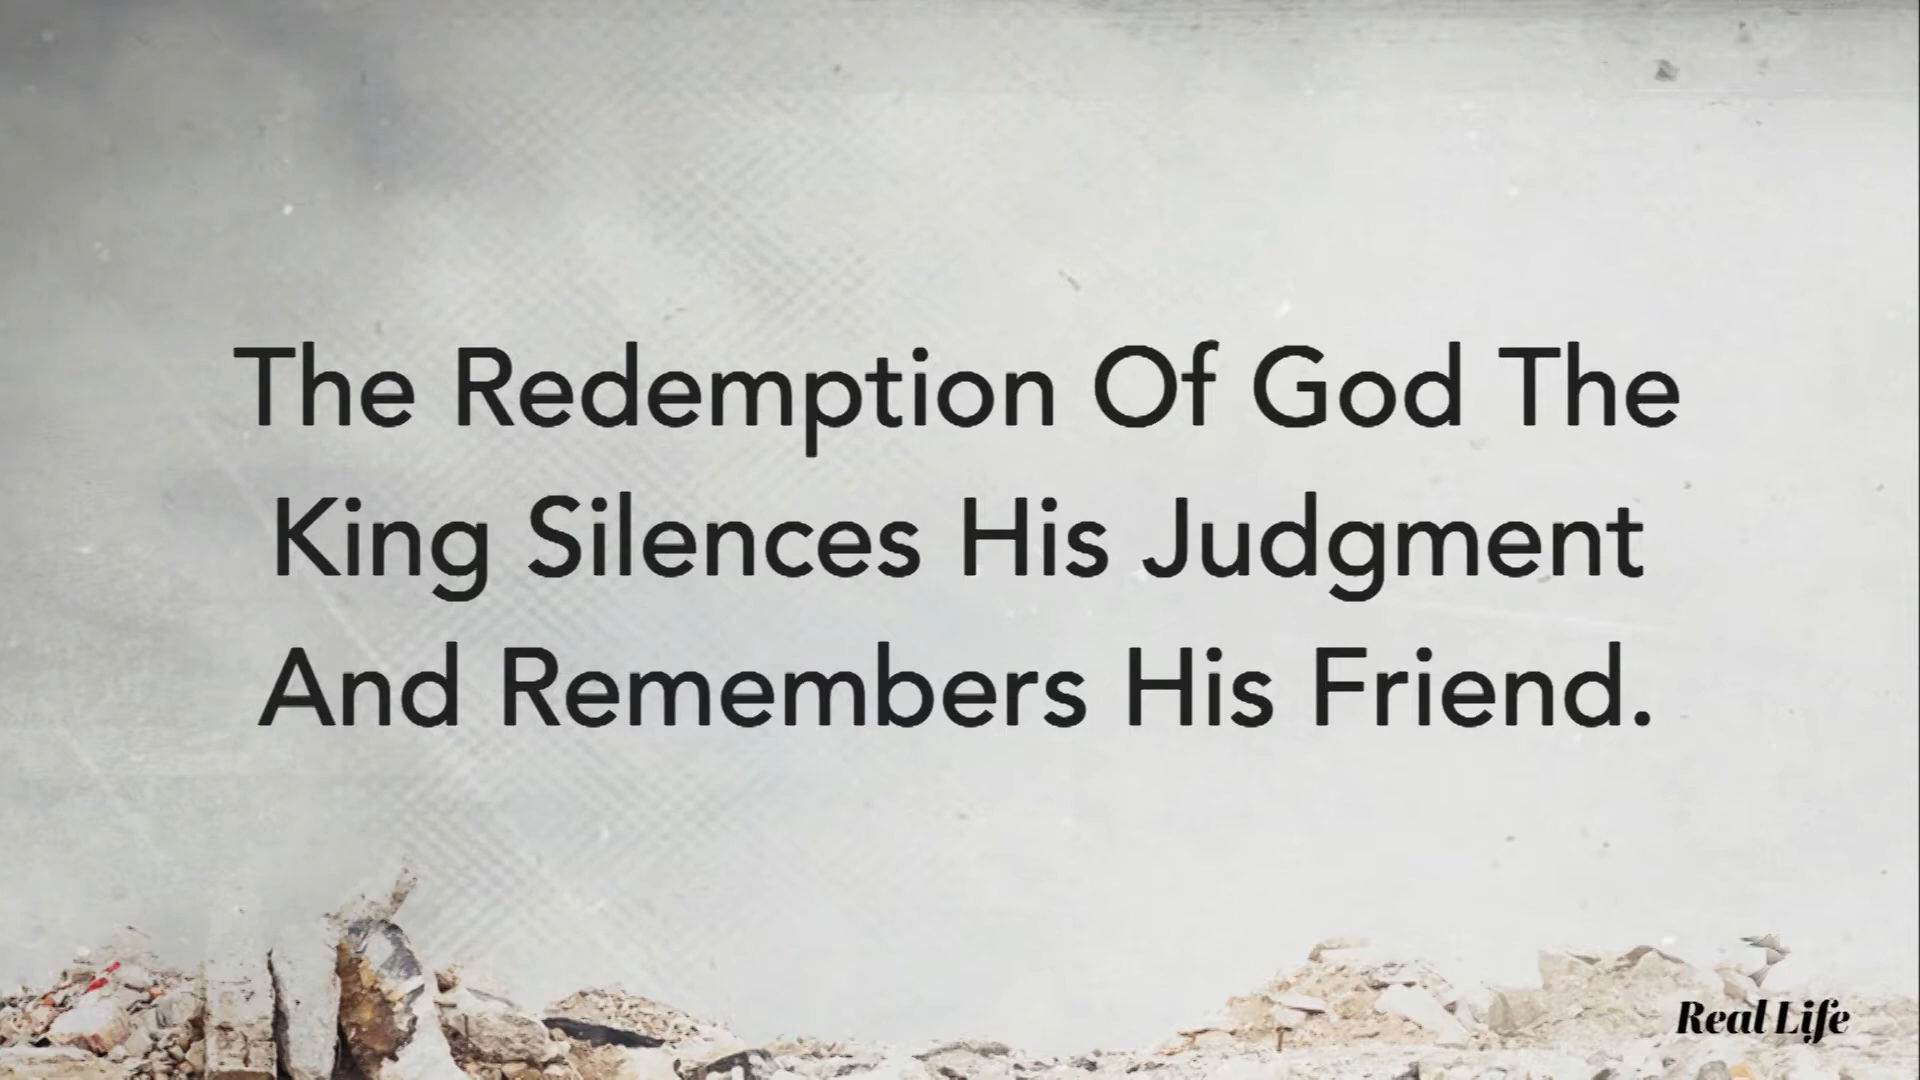 The Redemption Of God The
King Silences His Judgment
And Remembers His Friend.
Real Life